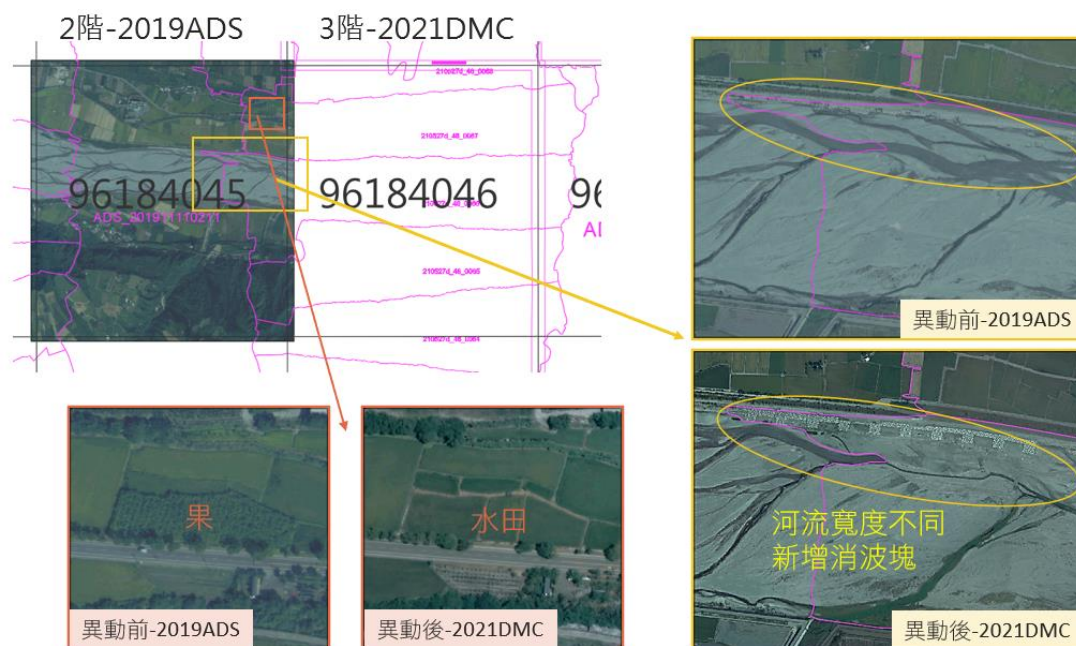 2階-2019ADS
3階-2021DMC
210527d_48_0067
96184045
96184046
ADS_201911110211
210527d_48_0065
異動前-2019ADS
果
異動前-2019ADS
水田
異動後-2021DMC
河流寬度不同
新增消波塊
異動後-2021DMC